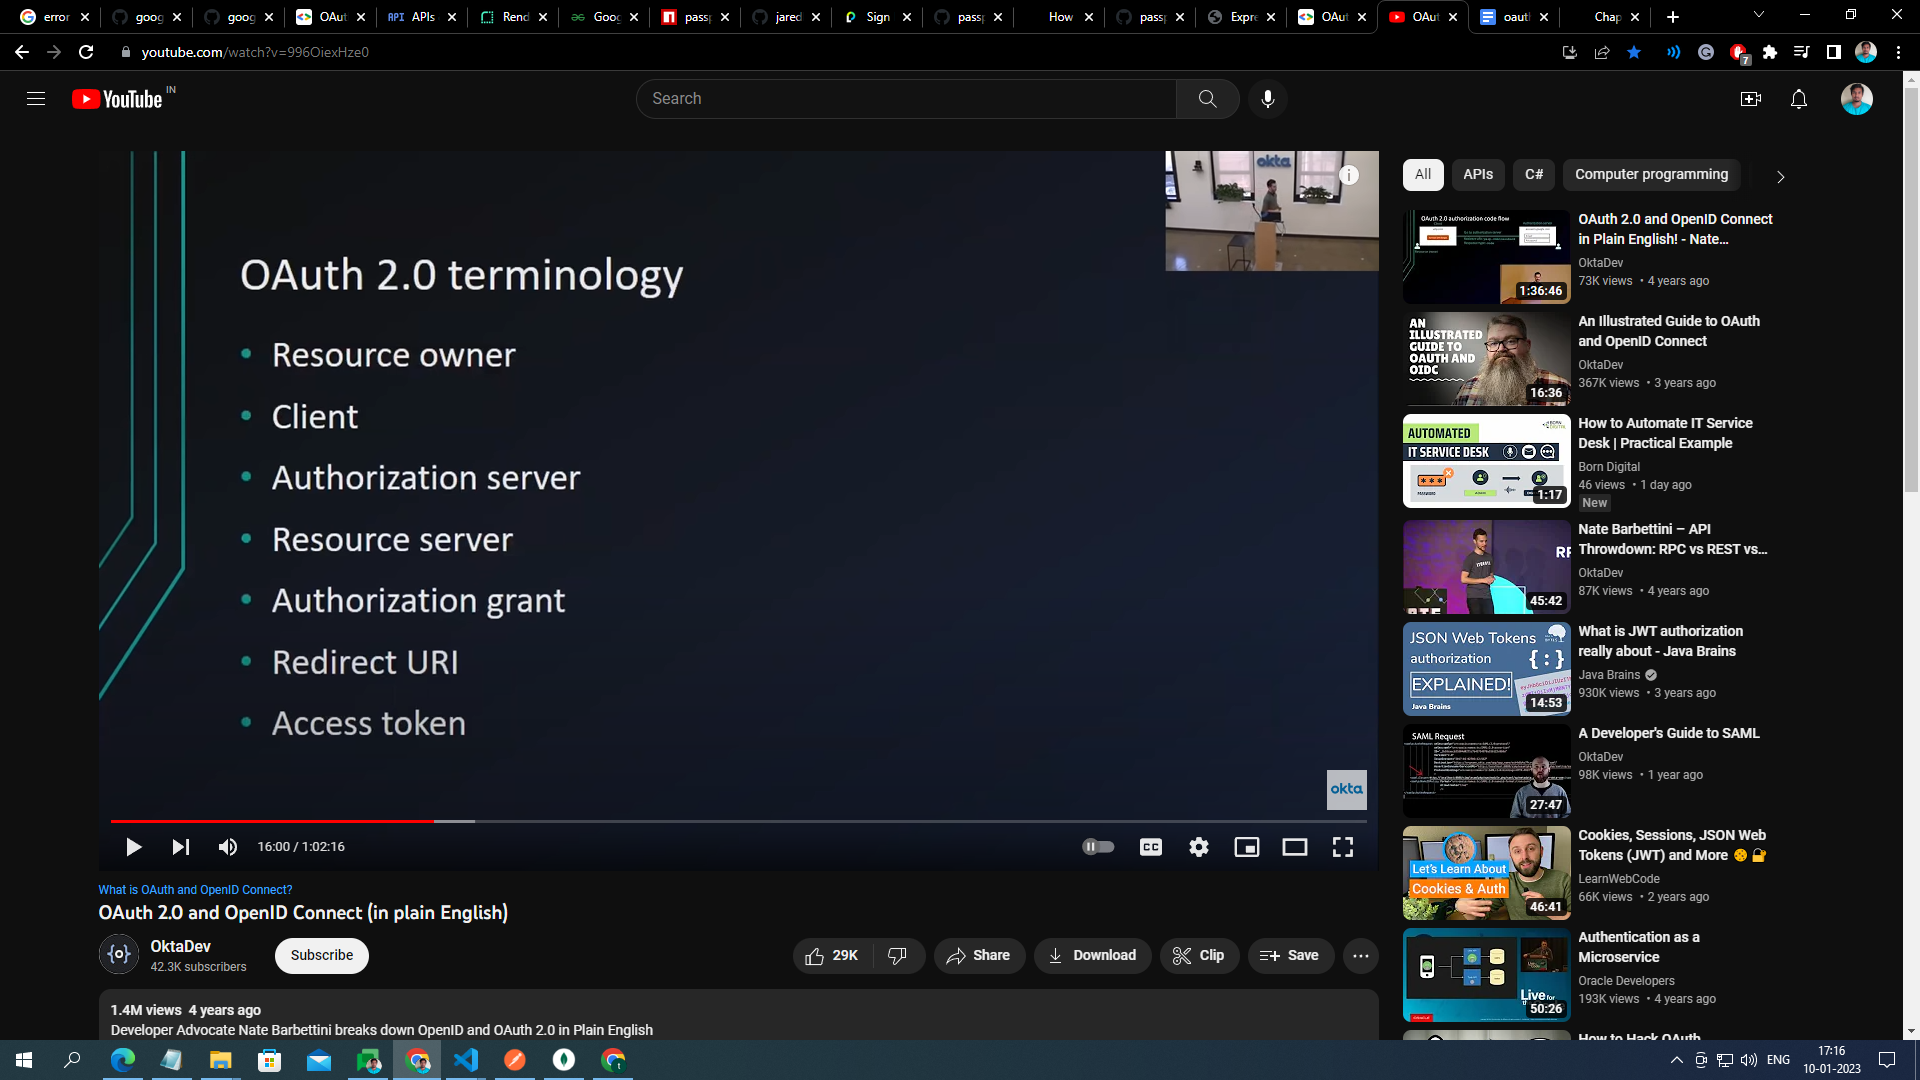 error
goog
goog
OAut
APIs
Rend
Goog
passp
jared
Sign
passp
How
passp
Expre
OAut
OAut
oaut
Chap
youtube.com/watch?v=996OiexHze0
7
YouTube IN
Search
okta
OAuth 2.0 terminology
• Resource owner
• Client
• Authorization server
• Resource server
• Authorization grant
• Redirect URI
• Access token
okta
16:00 / 1:02:16
CC
What is OAuth and OpenID Connect?
OAuth 2.0 and OpenID Connect (in plain English)
OktaDev
42.3K subscribers
Subscribe
29K
Share
Download
Clip
Save
1.4M views 4 years ago
Developer Advocate Nate Barbettini breaks down OpenID and OAuth 2.0 in Plain English
All
APIs
C#
Computer programming
OAuth 2.0 authorization code flow
1:36:46
OAuth 2.0 and OpenID Connect
in Plain English! - Nate...
OktaDev
73K views • 4 years ago
AN
ILLUSTRATED
GUIDE TO
OAUTH AND
OIDC
16:36
An Illustrated Guide to OAuth
and OpenID Connect
OktaDev
367K views • 3 years ago
AUTOMATED
IT SERVICE DESK
1:17
How to Automate IT Service
Desk | Practical Example
Born Digital
46 views • 1 day ago
New
45:42
Nate Barbettini – API
Throwdown: RPC vs REST vs...
OktaDev
87K views • 4 years ago
JSON Web Tokens
authorization
{:}
EXPLAINED!
Java Brains
14:53
What is JWT authorization
really about - Java Brains
Java Brains
930K views • 3 years ago
SAML Request
27:47
A Developer's Guide to SAML
OktaDev
98K views • 1 year ago
Let's Learn About
Cookies & Auth
46:41
Cookies, Sessions, JSON Web
Tokens (JWT) and More 🍪 🔐
LearnWebCode
66K views • 2 years ago
Live for
50:26
Authentication as a
Microservice
Oracle Developers
193K views • 4 years ago
How to Hack OAuth
ENG
17:16
10-01-2023